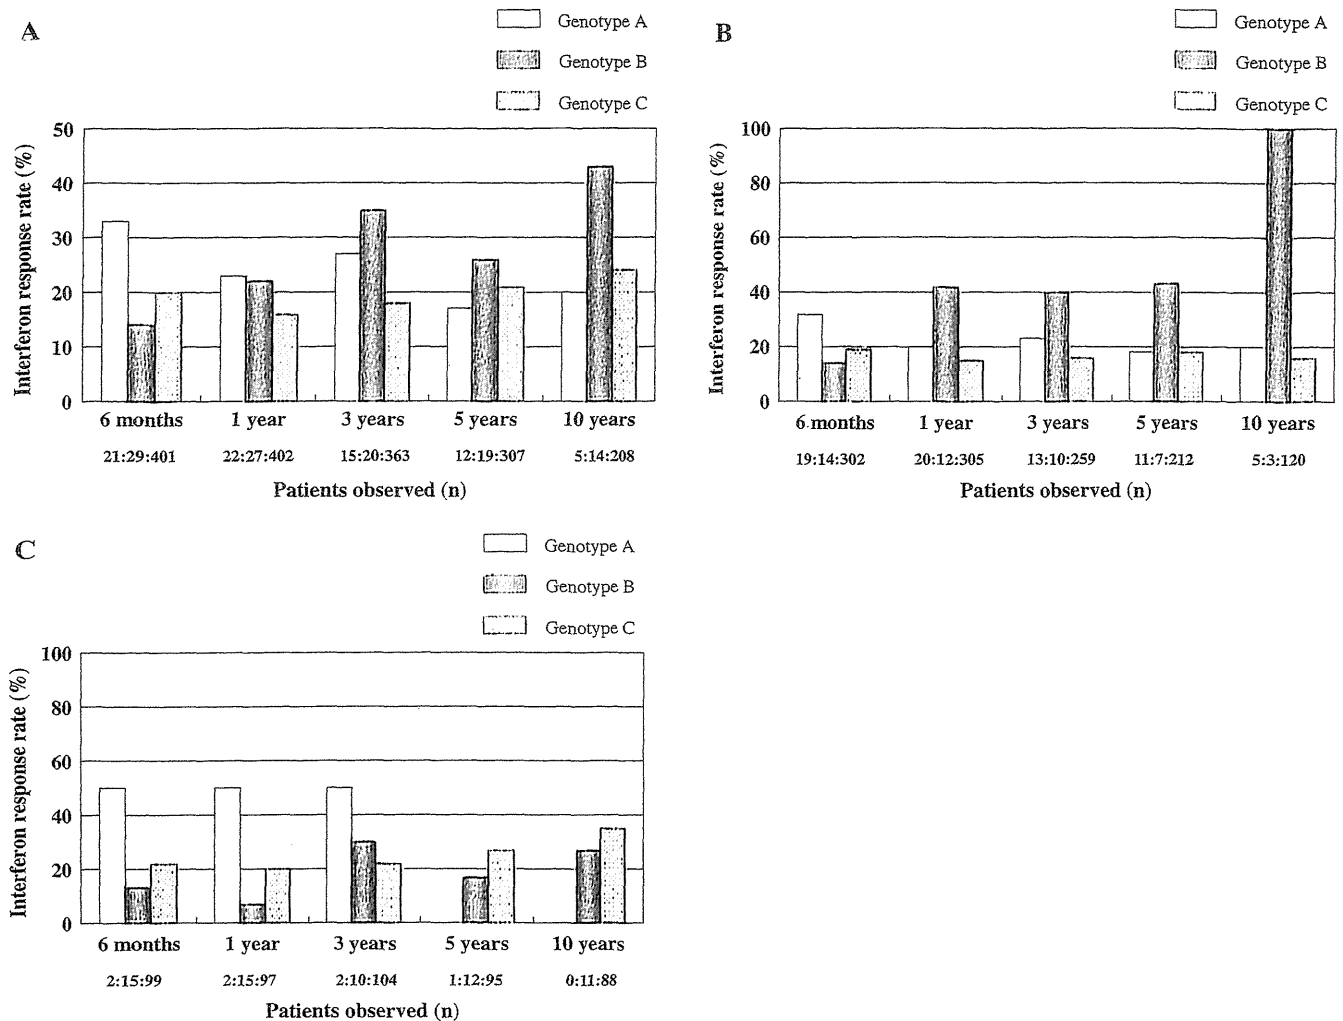 A
Genotype A
Genotype B
Genotype C
Interferon response rate (%)
50
40
30
20
10
0
6 months 1 year 3 years 5 years 10 years
21:29:401 22:27:402 15:20:363 12:19:307 5:14:208
Patients observed (n)
B
Genotype A
Genotype B
Genotype C
Interferon response rate (%)
100
80
60
40
20
0
6 months 1 year 3 years 5 years 10 years
19:14:302 20:12:305 13:10:259 11:7:212 5:3:120
Patients observed (n)
C
Genotype A
Genotype B
Genotype C
Interferon response rate (%)
100
80
60
40
20
0
6 months 1 year 3 years 5 years 10 years
2:15:99 2:15:97 2:10:104 1:12:95 0:11:88
Patients observed (n)